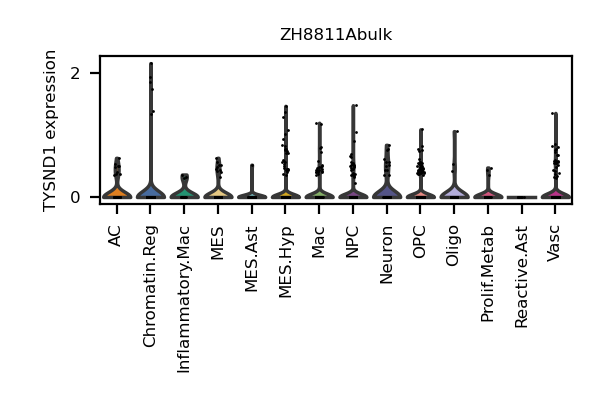 ZH8811Abulk
TYSND1 expression
2
0
AC
Chromatin.Reg
Inflammatory.Mac
MES
MES.Ast
MES.Hyp
Mac
NPC
Neuron
OPC
Oligo
Prolif.Metab
Reactive.Ast
Vasc